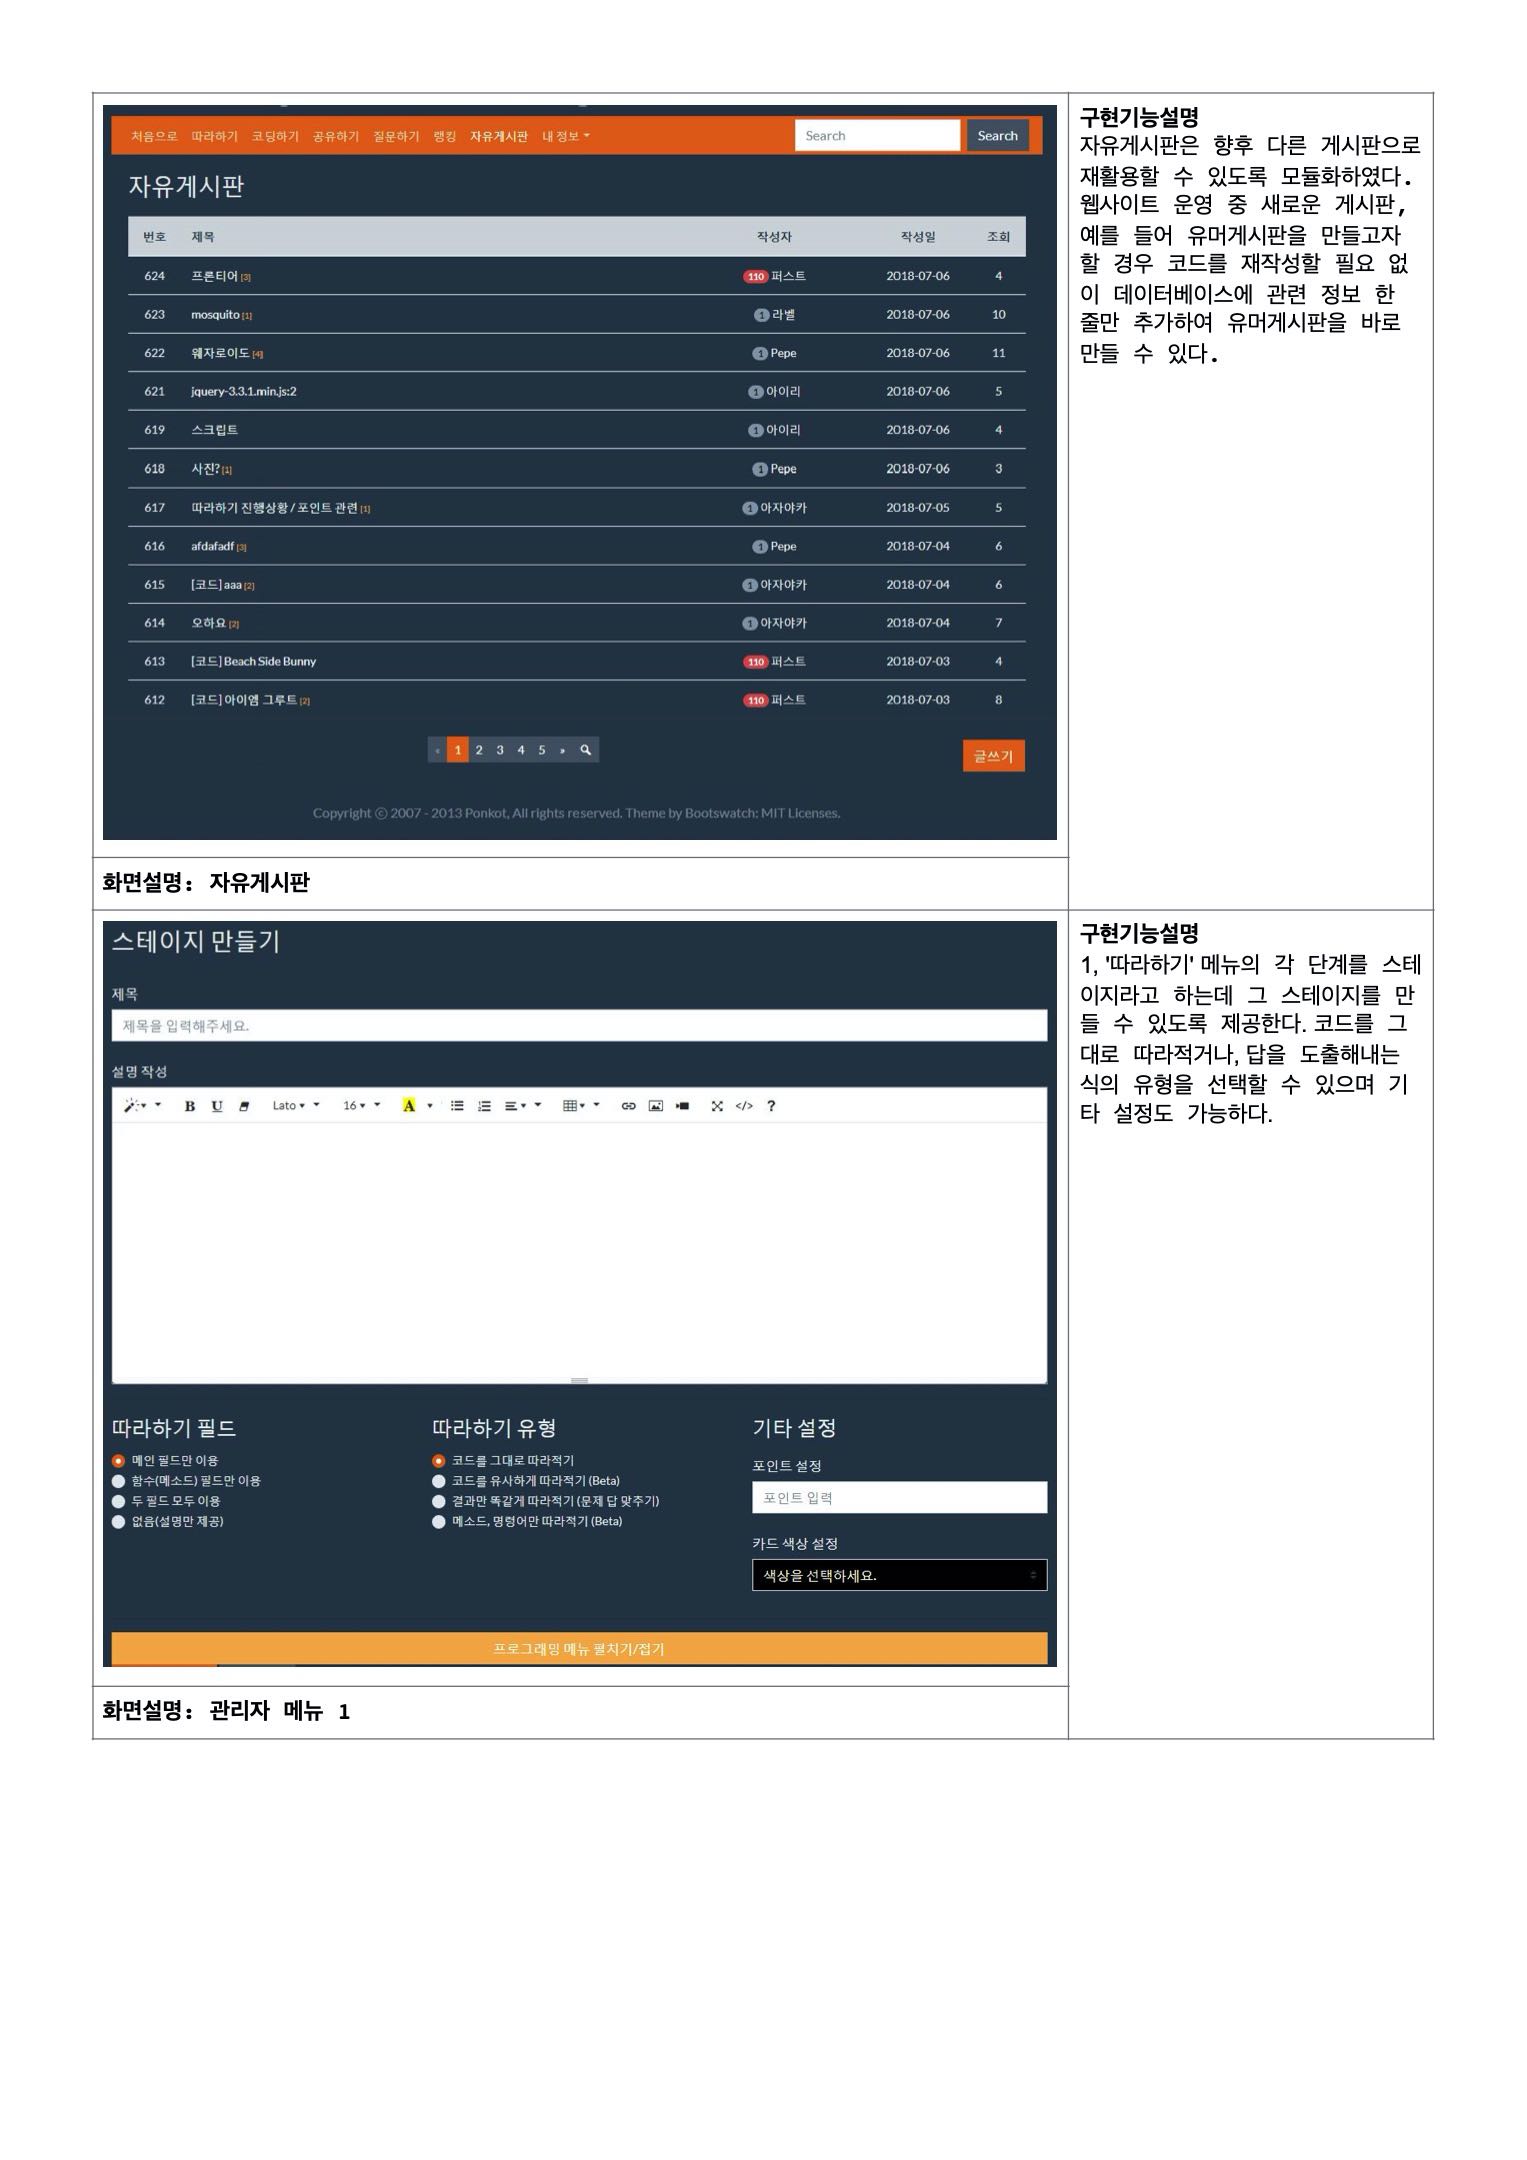 처음으로 따라하기 코딩하기 공유하기 질문하기 랭킹 자유게시판 내 정보 Search Search
자유게시판
번호 제목 작성자 작성일 조회
624 프론티어 [3] 110 퍼스트 2018-07-06 4
623 mosquito [1] 1 라벨 2018-07-06 10
622 웨자로이도 [4] 1 Pepe 2018-07-06 11
621 jquery-3.3.1.min.js:2 1 아이리 2018-07-06 5
619 스크립트 1 아이리 2018-07-06 4
618 사진? [1] 1 Pepe 2018-07-06 3
617 따라하기 진행상황 / 포인트 관련 [1] 1 아자야카 2018-07-05 5
616 afdafadf [3] 1 Pepe 2018-07-04 6
615 [코드] aaa [2] 1 아자야카 2018-07-04 6
614 오하요 [2] 1 아자야카 2018-07-04 7
613 [코드] Beach Side Bunny 110 퍼스트 2018-07-03 4
612 [코드] 아이엠 그루트 [2] 110 퍼스트 2018-07-03 8
« 1 2 3 4 5 »
글쓰기
Copyright ⓒ 2007 - 2013 Ponkot, All rights reserved. Theme by Bootswatch: MIT Licenses.
화면설명: 자유게시판
구현기능설명
자유게시판은 향후 다른 게시판으로
재활용할 수 있도록 모듈화하였다.
웹사이트 운영 중 새로운 게시판,
예를 들어 유머게시판을 만들고자
할 경우 코드를 재작성할 필요 없
이 데이터베이스에 관련 정보 한
줄만 추가하여 유머게시판을 바로
만들 수 있다.
스테이지 만들기
제목
제목을 입력해주세요.
설명 작성
B U Lato 16 A </> ?
따라하기 필드 따라하기 유형 기타 설정
메인 필드만 이용 코드를 그대로 따라적기
포인트 설정
함수(메소드) 필드만 이용 코드를 유사하게 따라적기 (Beta)
두 필드 모두 이용 결과만 똑같게 따라적기 (문제 답 맞추기) 포인트 입력
없음(설명만 제공) 메소드, 명령어만 따라적기 (Beta)
카드 색상 설정
색상을 선택하세요.
프로그래밍 메뉴 펼치기/접기
화면설명: 관리자 메뉴 1
구현기능설명
1, '따라하기' 메뉴의 각 단계를 스테
이지라고 하는데 그 스테이지를 만
들 수 있도록 제공한다. 코드를 그
대로 따라적거나, 답을 도출해내는
식의 유형을 선택할 수 있으며 기
타 설정도 가능하다.